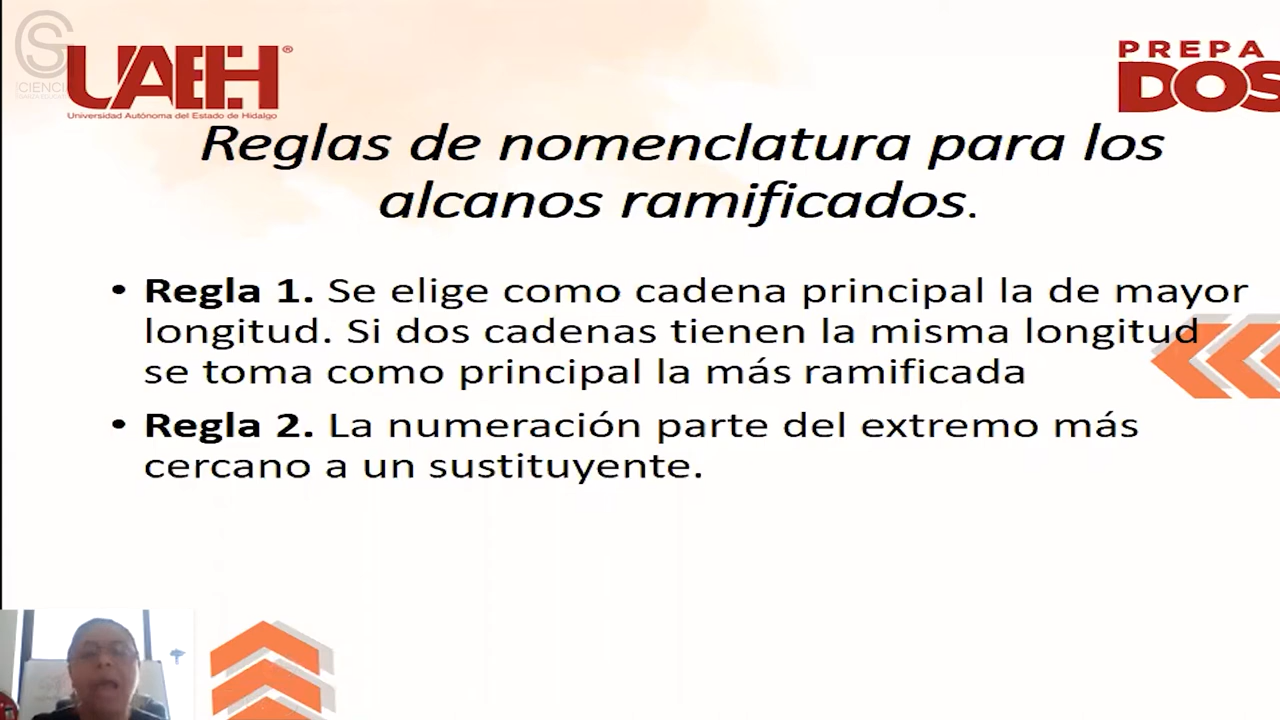 UAEH®
Universidad Autónoma del Estado de Hidalgo
CIENCI
PREPA
DOS
Reglas de nomenclatura para los
alcanos ramificados.
• Regla 1. Se elige como cadena principal la de mayor
longitud. Si dos cadenas tienen la misma longitud
se toma como principal la más ramificada
• Regla 2. La numeración parte del extremo más
cercano a un sustituyente.